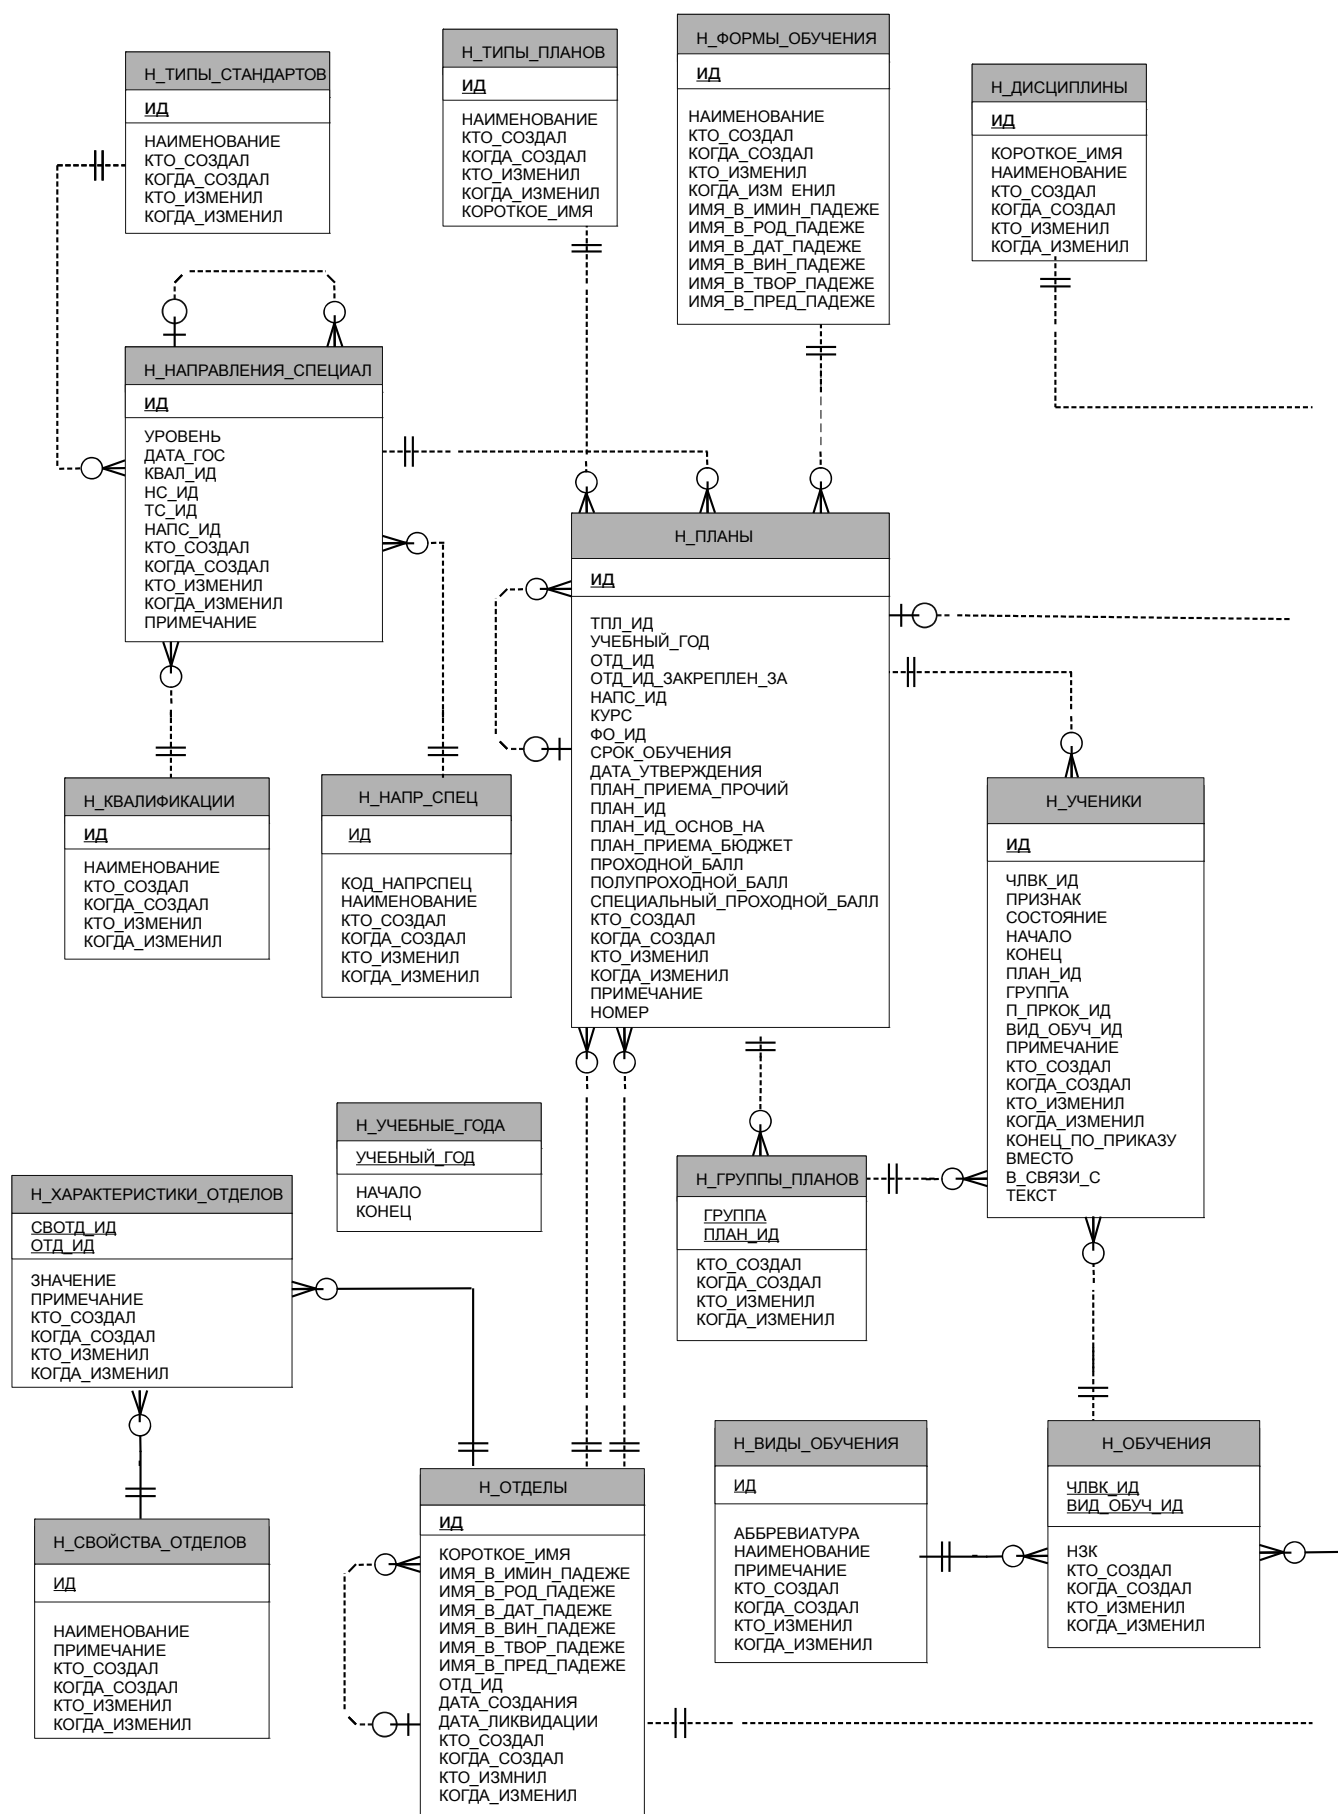 Н_ТИПЫ_СТАНДАРТОВ
ИД
НАИМЕНОВАНИЕ
КТО_СОЗДАЛ
КОГДА_СОЗДАЛ
КТО_ИЗМЕНИЛ
КОГДА_ИЗМЕНИЛ
Н_ТИПЫ_ПЛАНОВ
ИД
НАИМЕНОВАНИЕ
КТО_СОЗДАЛ
КОГДА_СОЗДАЛ
КТО_ИЗМЕНИЛ
КОГДА_ИЗМЕНИЛ
КОРОТКОЕ_ИМЯ
Н_ФОРМЫ_ОБУЧЕНИЯ
ИД
НАИМЕНОВАНИЕ
КТО_СОЗДАЛ
КОГДА_СОЗДАЛ
КТО_ИЗМЕНИЛ
КОГДА_ИЗМ ЕНИЛ
ИМЯ_В_ИМИН_ПАДЕЖЕ
ИМЯ_В_РОД_ПАДЕЖЕ
ИМЯ_В_ДАТ_ПАДЕЖЕ
ИМЯ_В_ВИН_ПАДЕЖЕ
ИМЯ_В_ТВОР_ПАДЕЖЕ
ИМЯ_В_ПРЕД_ПАДЕЖЕ
Н_ДИСЦИПЛИНЫ
ИД
КОРОТКОЕ_ИМЯ
НАИМЕНОВАНИЕ
КТО_СОЗДАЛ
КОГДА_СОЗДАЛ
КТО_ИЗМЕНИЛ
КОГДА_ИЗМЕНИЛ
Н_НАПРАВЛЕНИЯ_СПЕЦИАЛ
ИД
УРОВЕНЬ
ДАТА_ГОС
КВАЛ_ИД
НС_ИД
ТС_ИД
НАПС_ИД
КТО_СОЗДАЛ
КОГДА_СОЗДАЛ
КТО_ИЗМЕНИЛ
КОГДА_ИЗМЕНИЛ
ПРИМЕЧАНИЕ
Н_ПЛАНЫ
ИД
ТПЛ_ИД
УЧЕБНЫЙ_ГОД
ОТД_ИД
ОТД_ИД_ЗАКРЕПЛЕН_ЗА
НАПС_ИД
КУРС
ФО_ИД
СРОК_ОБУЧЕНИЯ
ДАТА_УТВЕРЖДЕНИЯ
ПЛАН_ПРИЕМА_ПРОЧИЙ
ПЛАН_ИД
ПЛАН_ИД_ОСНОВ_НА
ПЛАН_ПРИЕМА_БЮДЖЕТ
ПРОХОДНОЙ_БАЛЛ
ПОЛУПРОХОДНОЙ_БАЛЛ
СПЕЦИАЛЬНЫЙ_ПРОХОДНОЙ_БАЛЛ
КТО_СОЗДАЛ
КОГДА_СОЗДАЛ
КТО_ИЗМЕНИЛ
КОГДА_ИЗМЕНИЛ
ПРИМЕЧАНИЕ
НОМЕР
Н_КВАЛИФИКАЦИИ
ИД
НАИМЕНОВАНИЕ
КТО_СОЗДАЛ
КОГДА_СОЗДАЛ
КТО_ИЗМЕНИЛ
КОГДА_ИЗМЕНИЛ
Н_НАПР_СПЕЦ
ИД
КОД_НАПРСПЕЦ
НАИМЕНОВАНИЕ
КТО_СОЗДАЛ
КОГДА_СОЗДАЛ
КТО_ИЗМЕНИЛ
КОГДА_ИЗМЕНИЛ
Н_УЧЕНИКИ
ИД
ЧЛВК_ИД
ПРИЗНАК
СОСТОЯНИЕ
НАЧАЛО
КОНЕЦ
ПЛАН_ИД
ГРУППА
П_ПРКОК_ИД
ВИД_ОБУЧ_ИД
ПРИМЕЧАНИЕ
КТО_СОЗДАЛ
КОГДА_СОЗДАЛ
КТО_ИЗМЕНИЛ
КОГДА_ИЗМЕНИЛ
КОНЕЦ_ПО_ПРИКАЗУ
ВМЕСТО
В_СВЯЗИ_С
ТЕКСТ
Н_УЧЕБНЫЕ_ГОДА
УЧЕБНЫЙ_ГОД
НАЧАЛО
КОНЕЦ
Н_ГРУППЫ_ПЛАНОВ
ГРУППА
ПЛАН_ИД
КТО_СОЗДАЛ
КОГДА_СОЗДАЛ
КТО_ИЗМЕНИЛ
КОГДА_ИЗМЕНИЛ
Н_ХАРАКТЕРИСТИКИ_ОТДЕЛОВ
СВОТД_ИД
ОТД_ИД
ЗНАЧЕНИЕ
ПРИМЕЧАНИЕ
КТО_СОЗДАЛ
КОГДА_СОЗДАЛ
КТО_ИЗМЕНИЛ
КОГДА_ИЗМЕНИЛ
Н_СВОЙСТВА_ОТДЕЛОВ
ИД
НАИМЕНОВАНИЕ
ПРИМЕЧАНИЕ
КТО_СОЗДАЛ
КОГДА_СОЗДАЛ
КТО_ИЗМЕНИЛ
КОГДА_ИЗМЕНИЛ
Н_ОТДЕЛЫ
ИД
КОРОТКОЕ_ИМЯ
ИМЯ_В_ИМИН_ПАДЕЖЕ
ИМЯ_В_РОД_ПАДЕЖЕ
ИМЯ_В_ДАТ_ПАДЕЖЕ
ИМЯ_В_ВИН_ПАДЕЖЕ
ИМЯ_В_ТВОР_ПАДЕЖЕ
ИМЯ_В_ПРЕД_ПАДЕЖЕ
ОТД_ИД
ДАТА_СОЗДАНИЯ
ДАТА_ЛИКВИДАЦИИ
КТО_СОЗДАЛ
КОГДА_СОЗДАЛ
КТО_ИЗМНИЛ
КОГДА_ИЗМЕНИЛ
Н_ВИДЫ_ОБУЧЕНИЯ
ИД
АББРЕВИАТУРА
НАИМЕНОВАНИЕ
ПРИМЕЧАНИЕ
КТО_СОЗДАЛ
КОГДА_СОЗДАЛ
КТО_ИЗМЕНИЛ
КОГДА_ИЗМЕНИЛ
Н_ОБУЧЕНИЯ
ЧЛВК_ИД
ВИД_ОБУЧ_ИД
НЗК
КТО_СОЗДАЛ
КОГДА_СОЗДАЛ
КТО_ИЗМЕНИЛ
КОГДА_ИЗМЕНИЛ